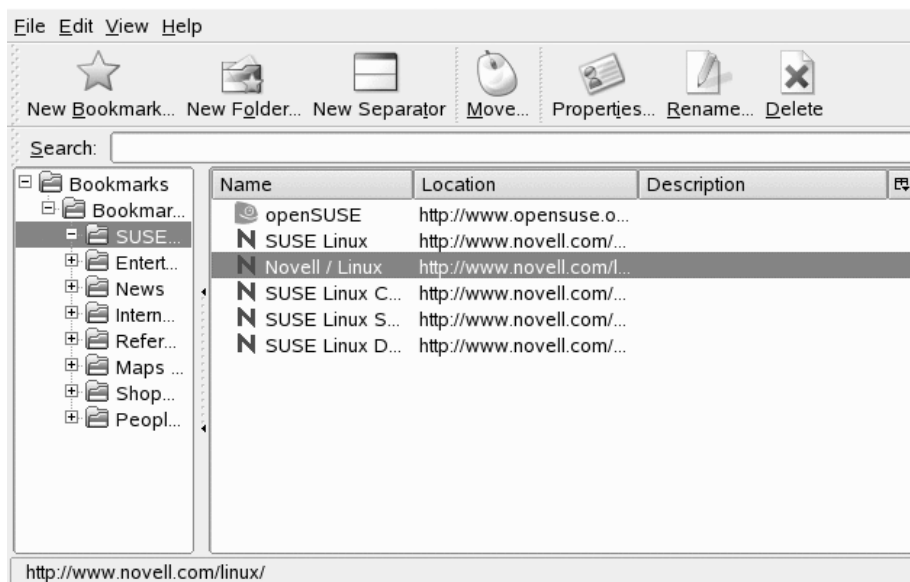 File Edit View Help
New Bookmark... New Folder... New Separator Move... Properties... Rename... Delete
Search:
Bookmarks
Bookmar...
SUSE...
Entert...
News
Intern...
Refer...
Maps ...
Shop...
Peopl...
Name Location Description
openSUSE http://www.opensuse.o...
SUSE Linux http://www.novell.com/...
Novell / Linux http://www.novell.com/l...
SUSE Linux C... http://www.novell.com/...
SUSE Linux S... http://www.novell.com/...
SUSE Linux D... http://www.novell.com/...
http://www.novell.com/linux/